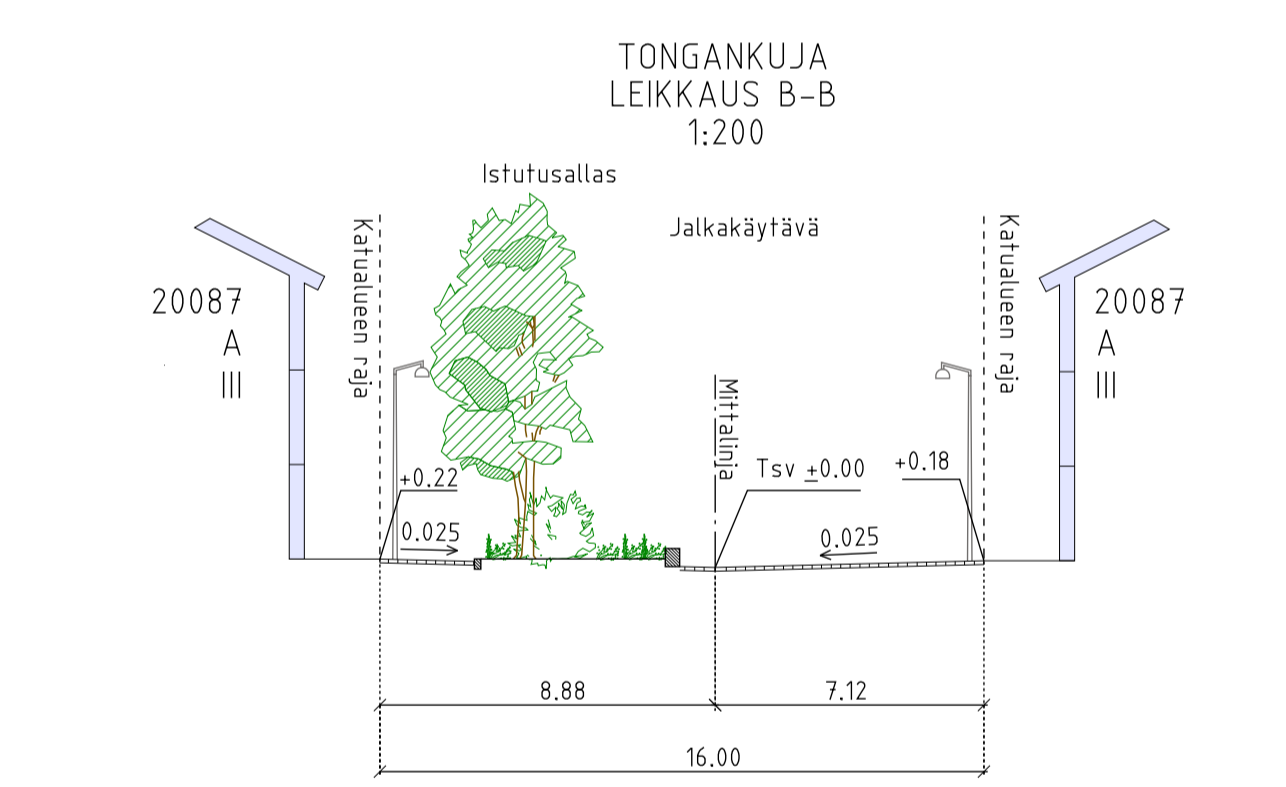 TONGANKUJA
LEIKKAUS B-B
1:200
Istutusallas
Jalkakäytävä
Katualueen raja
Katualueen raja
20087
A
III
20087
A
III
Mittalinja
+0.22
Tsv ±0.00
+0.18
0.025
0.025
8.88
7.12
16.00